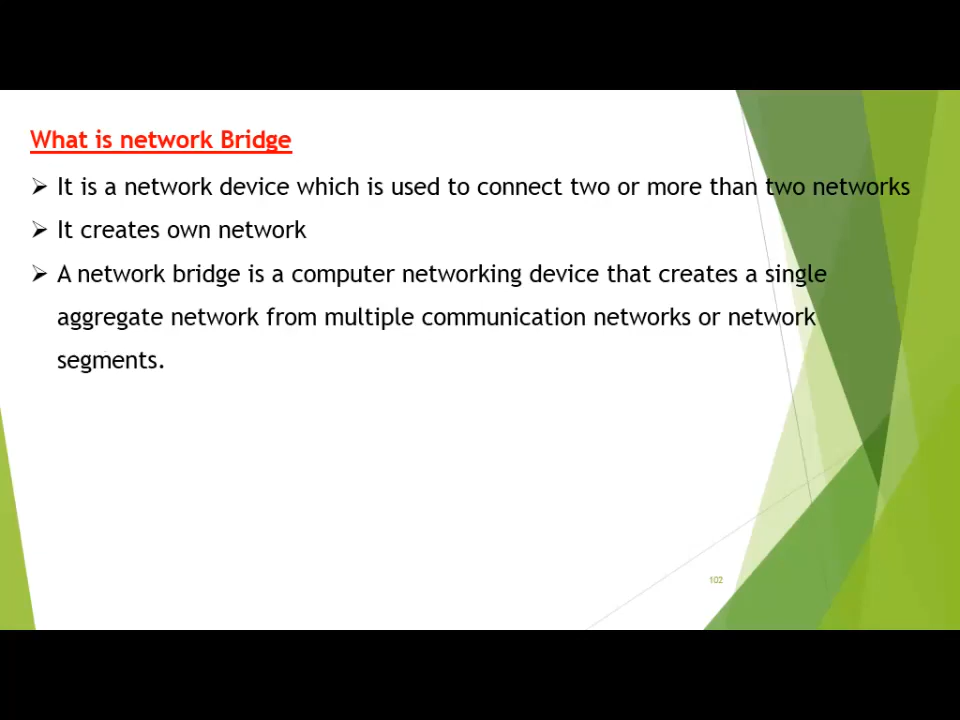 What is network Bridge
➢ It is a network device which is used to connect two or more than two networks
➢ It creates own network
➢ A network bridge is a computer networking device that creates a single
aggregate network from multiple communication networks or network
segments.
102